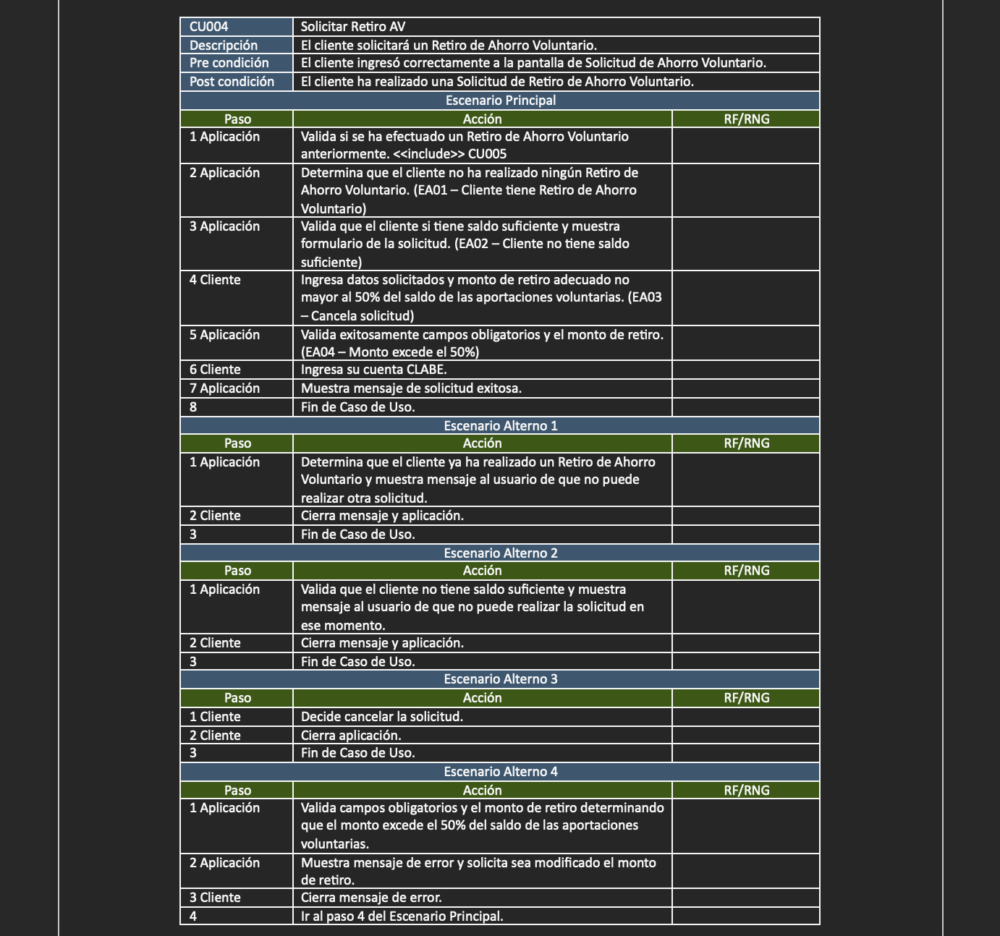 CU004 Solicitar Retiro AV
Descripción El cliente solicitará un Retiro de Ahorro Voluntario.
Pre condición El cliente ingresó correctamente a la pantalla de Solicitud de Ahorro Voluntario.
Post condición El cliente ha realizado una Solicitud de Retiro de Ahorro Voluntario.
Escenario Principal
Paso Acción RF/RNG
1 Aplicación Valida si se ha efectuado un Retiro de Ahorro Voluntario
anteriormente. <<include>> CU005
2 Aplicación Determina que el cliente no ha realizado ningún Retiro de
Ahorro Voluntario. (EA01 – Cliente tiene Retiro de Ahorro
Voluntario)
3 Aplicación Valida que el cliente si tiene saldo suficiente y muestra
formulario de la solicitud. (EA02 – Cliente no tiene saldo
suficiente)
4 Cliente Ingresa datos solicitados y monto de retiro adecuado no
mayor al 50% del saldo de las aportaciones voluntarias. (EA03
– Cancela solicitud)
5 Aplicación Valida exitosamente campos obligatorios y el monto de retiro.
(EA04 – Monto excede el 50%)
6 Cliente Ingresa su cuenta CLABE.
7 Aplicación Muestra mensaje de solicitud exitosa.
8 Fin de Caso de Uso.
Escenario Alterno 1
Paso Acción RF/RNG
1 Aplicación Determina que el cliente ya ha realizado un Retiro de Ahorro
Voluntario y muestra mensaje al usuario de que no puede
realizar otra solicitud.
2 Cliente Cierra mensaje y aplicación.
3 Fin de Caso de Uso.
Escenario Alterno 2
Paso Acción RF/RNG
1 Aplicación Valida que el cliente no tiene saldo suficiente y muestra
mensaje al usuario de que no puede realizar la solicitud en
ese momento.
2 Cliente Cierra mensaje y aplicación.
3 Fin de Caso de Uso.
Escenario Alterno 3
Paso Acción RF/RNG
1 Cliente Decide cancelar la solicitud.
2 Cliente Cierra aplicación.
3 Fin de Caso de Uso.
Escenario Alterno 4
Paso Acción RF/RNG
1 Aplicación Valida campos obligatorios y el monto de retiro determinando
que el monto excede el 50% del saldo de las aportaciones
voluntarias.
2 Aplicación Muestra mensaje de error y solicita sea modificado el monto
de retiro.
3 Cliente Cierra mensaje de error.
4 Ir al paso 4 del Escenario Principal.